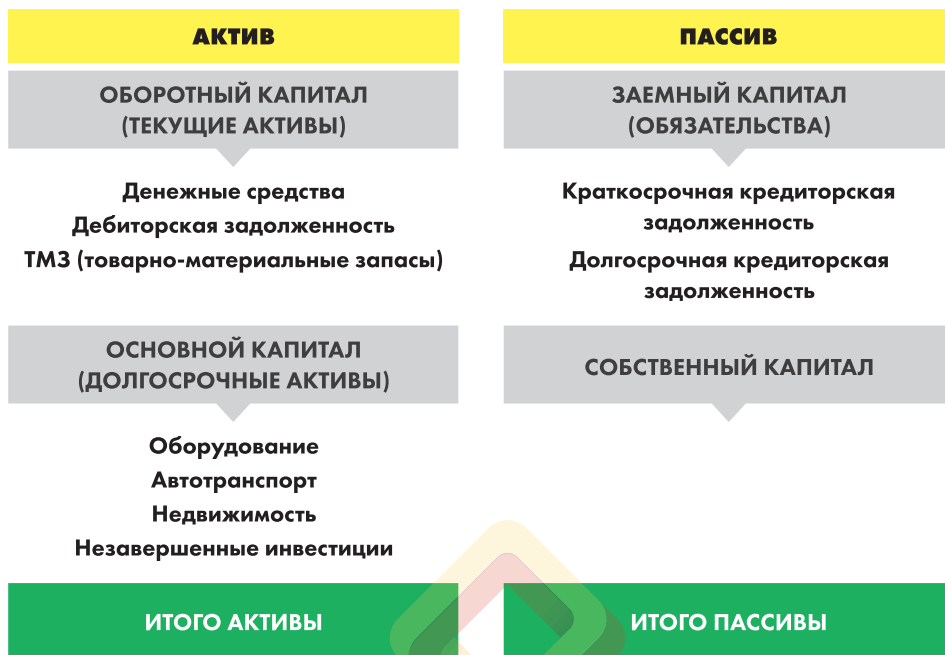 АКТИВ
ОБОРОТНЫЙ КАПИТАЛ
(ТЕКУЩИЕ АКТИВЫ)
Денежные средства
Дебиторская задолженность
ТМЗ (товарно-материальные запасы)
ОСНОВНОЙ КАПИТАЛ
(ДОЛГОСРОЧНЫЕ АКТИВЫ)
Оборудование
Автотранспорт
Недвижимость
Незавершенные инвестиции
ИТОГО АКТИВЫ
ПАССИВ
ЗАЕМНЫЙ КАПИТАЛ
(ОБЯЗАТЕЛЬСТВА)
Краткосрочная кредиторская
задолженность
Долгосрочная кредиторская
задолженность
СОБСТВЕННЫЙ КАПИТАЛ
ИТОГО ПАССИВЫ